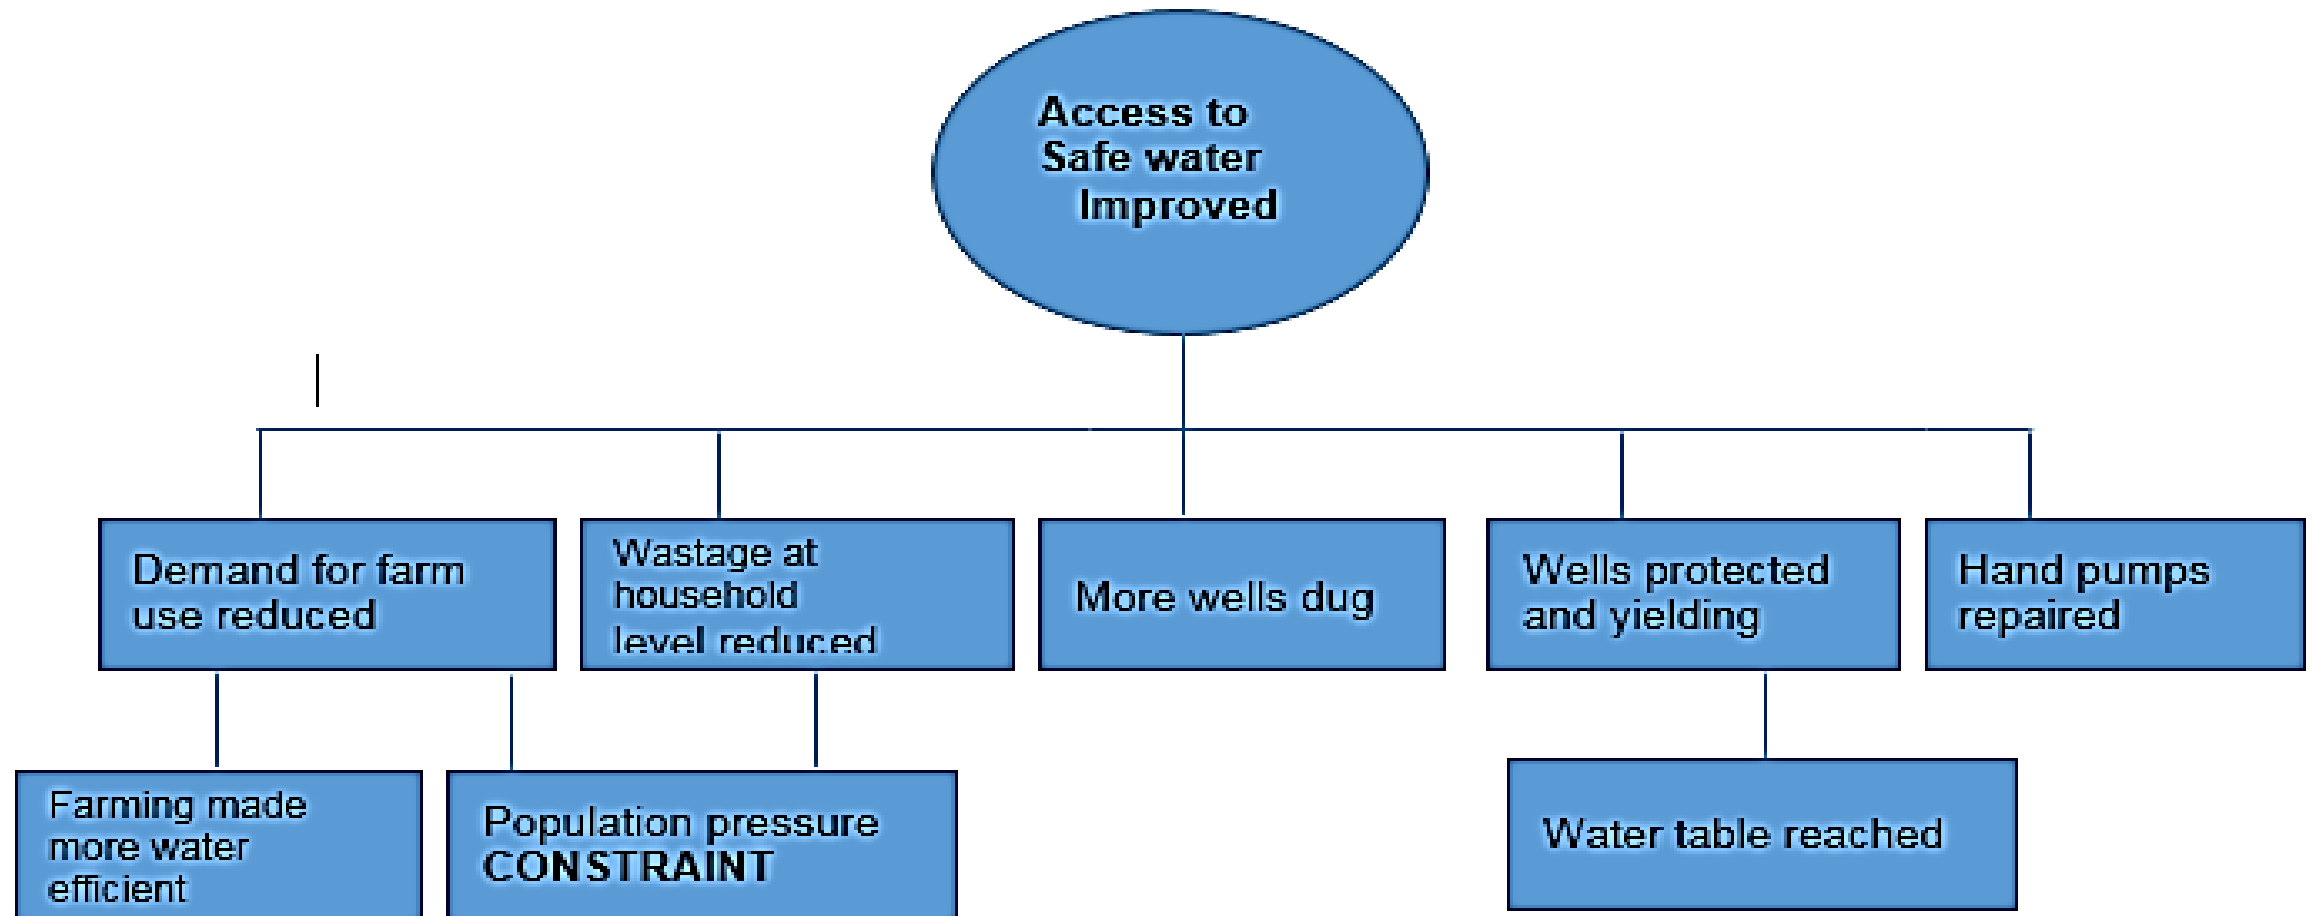 Access to
Safe water
Improved
Demand for farm
use reduced
Wastage at
household
level reduced
More wells dug
Wells protected
and yielding
Hand pumps
repaired
Farming made
more water
efficient
Population pressure
CONSTRAINT
Water table reached